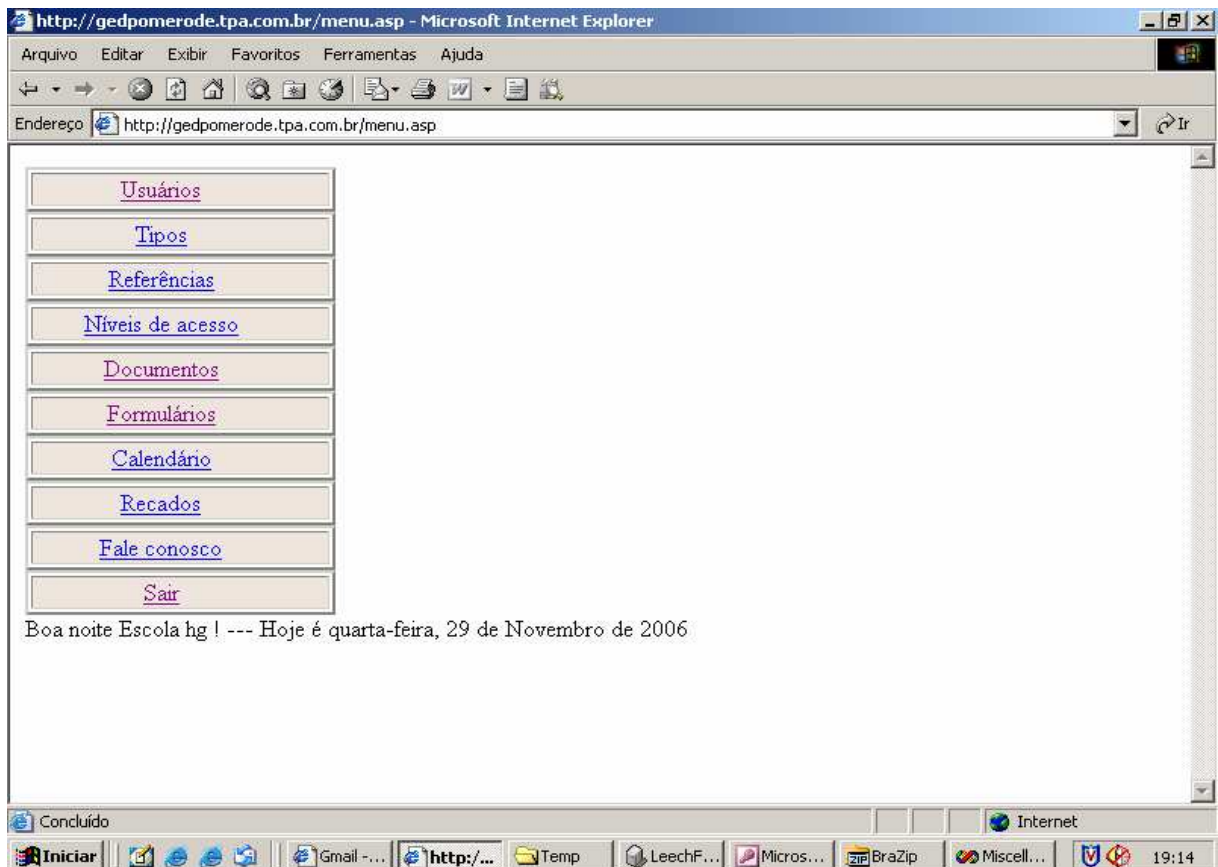 http://gedpomerode.tpa.com.br/menu.asp - Microsoft Internet Explorer
Arquivo Editar Exibir Favoritos Ferramentas Ajuda
Endereço http://gedpomerode.tpa.com.br/menu.asp Ir
Usuários
Tipos
Referências
Níveis de acesso
Documentos
Formulários
Calendário
Recados
Fale conosco
Sair
Boa noite Escola hg ! --- Hoje é quarta-feira, 29 de Novembro de 2006
Concluído Internet
Iniciar Gmail -... http:/... Temp LeechF... Micros... BraZip Miscell... 19:14